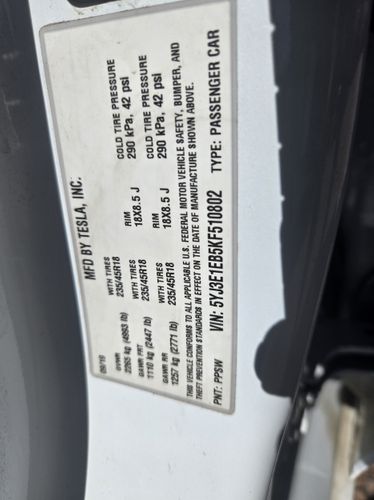 MFD BY TESLA, INC.
09/19
GVWR
2265 kg (4993 lb)
GAWR FRT
1110 kg (2447 lb)
GAWR RR
1257 kg (2771 lb)
WITH TIRES
235/45R18
WITH TIRES
235/45R18
WITH TIRES
235/45R18
RIM
18X8.5 J
RIM
18X8.5 J
COLD TIRE PRESSURE
290 kPa, 42 psi
COLD TIRE PRESSURE
290 kPa, 42 psi
THIS VEHICLE CONFORMS TO ALL APPLICABLE U.S. FEDERAL MOTOR VEHICLE SAFETY, BUMPER, AND
THEFT PREVENTION STANDARDS IN EFFECT ON THE DATE OF MANUFACTURE SHOWN ABOVE.
PNT: PPSW VIN: 5YJ3E1EB5KF510802 TYPE: PASSENGER CAR